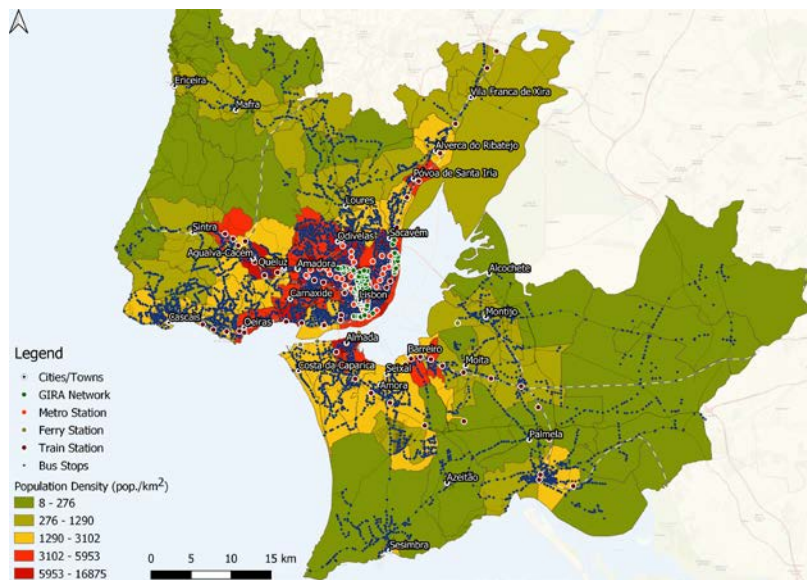 Ericeira
Mafra
Vila Franca de Xira
Alverca do Ribatejo
Póvoa de Santa Iria
Loures
Sintra
Odivelas
Sacavém
Agualva-Cacém
Queluz
Amadora
Alcochete
Carnaxide
Lisbon
Montijo
Cascais
Oeiras
Almada
Barreiro
Moita
Costa da Caparica
Seixal
Amora
Palmela
Azeitão
Sesimbra
Legend
Cities/Towns
GIRA Network
Metro Station
Ferry Station
Train Station
Bus Stops
Population Density (pop./km²)
8 - 276
276 - 1290
1290 - 3102
3102 - 5953
5953 - 16875
0 5 10 15 km